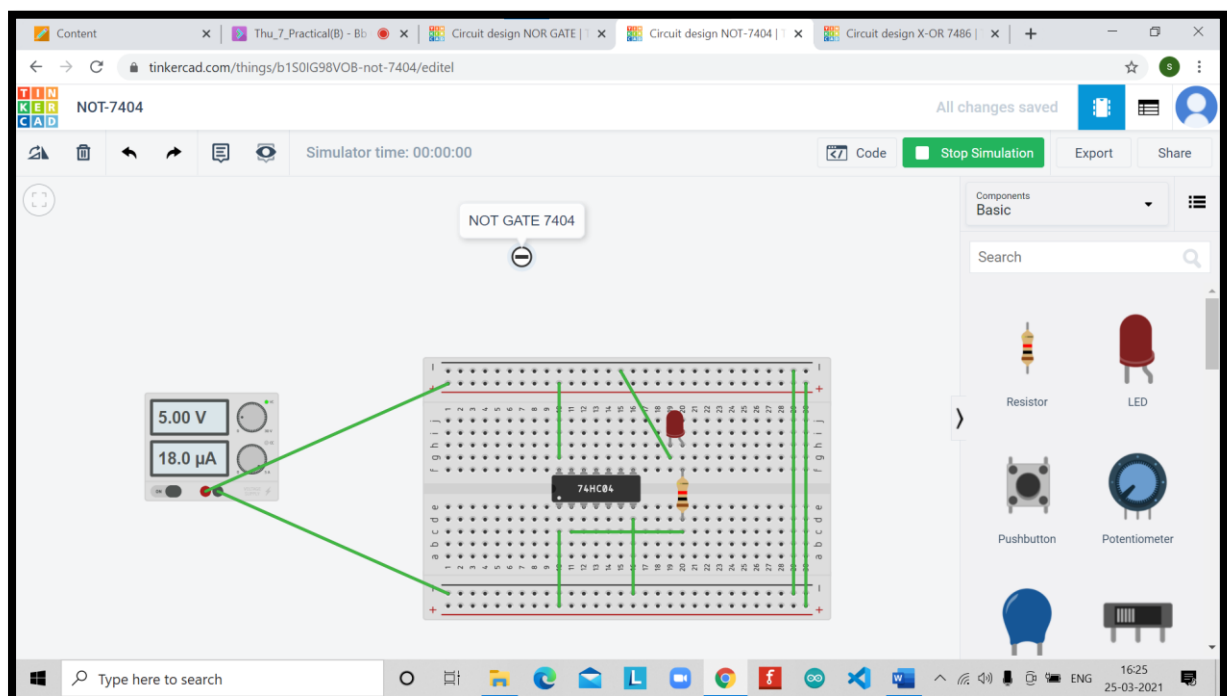 Content
Thu_7_Practical(B) - Bb
Circuit design NOR GATE | T
Circuit design NOT-7404 | T
Circuit design X-OR 7486 |
tinkercad.com/things/b1S0IG98VOB-not-7404/editel
S
TIN
KER
CAD
NOT-7404
All changes saved
Simulator time: 00:00:00
Code
Stop Simulation
Export
Share
Components
Basic
Search
NOT GATE 7404
5.00 V
18.0 µA
74HC04
Resistor
LED
Pushbutton
Potentiometer
Type here to search
ENG
16:25
25-03-2021